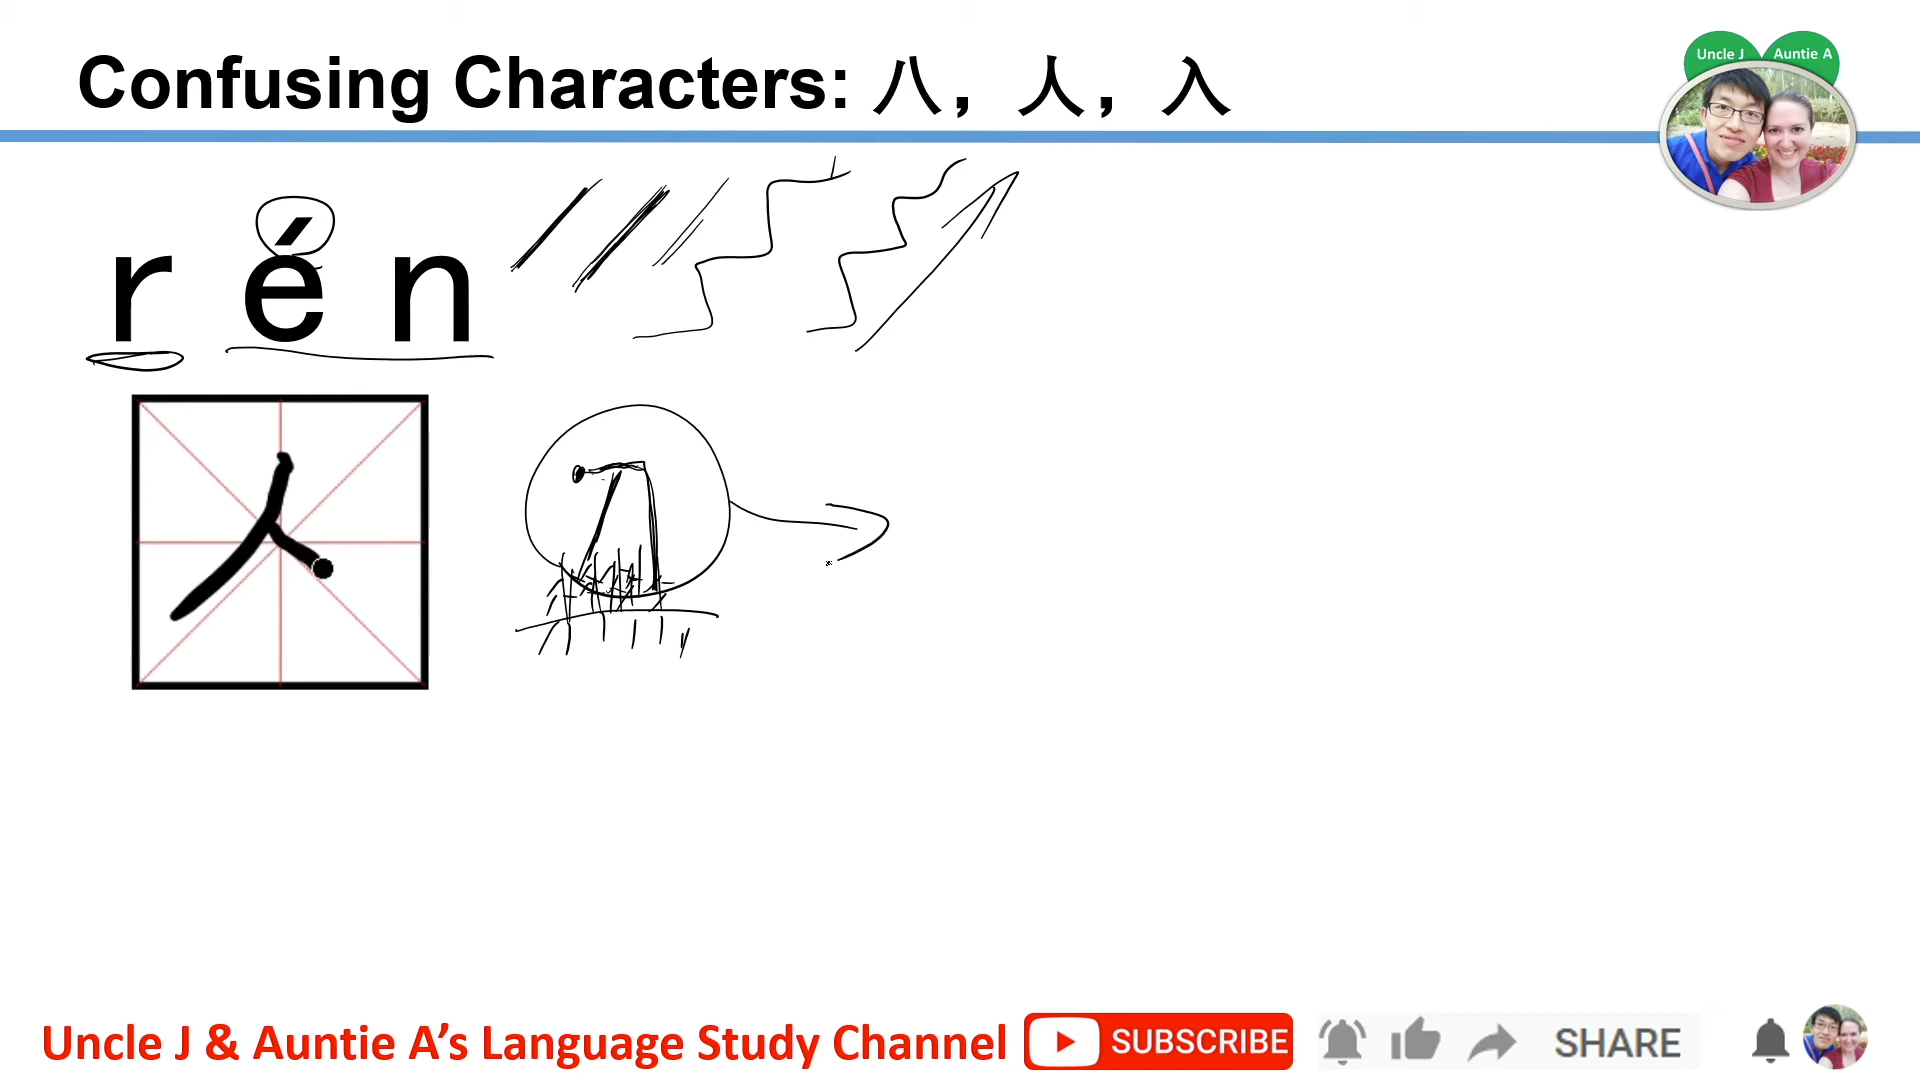 Confusing Characters: 八，人，入
Uncle J Auntie A
rén
人
Uncle J & Auntie A’s Language Study Channel
SUBSCRIBE
SHARE